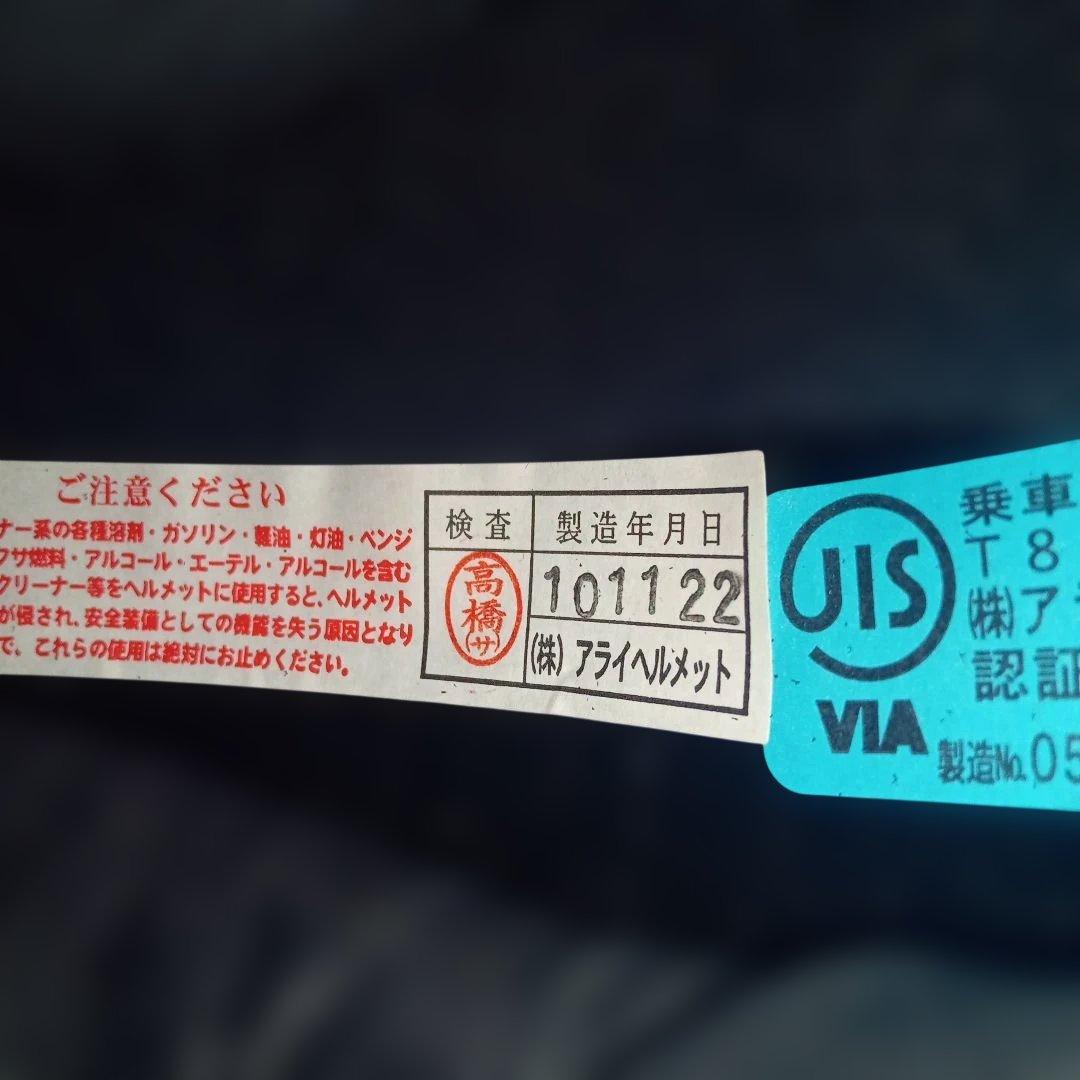 ご注意ください
ナー系の各種溶剤・ガソリン・軽油・灯油・ベンジ
クサ燃料・アルコール・エーテル・アルコールを含む
クリーナー等をヘルメットに使用すると、ヘルメット
が侵され、安全装備としての機能を失う原因となり
で、これらの使用は絶対にお止めください。
検査
製造年月日
高橋(サ)
101122
(株) アライヘルメット
JIS
VIA
乗車
T8
(株)ア
認証
製造No.05